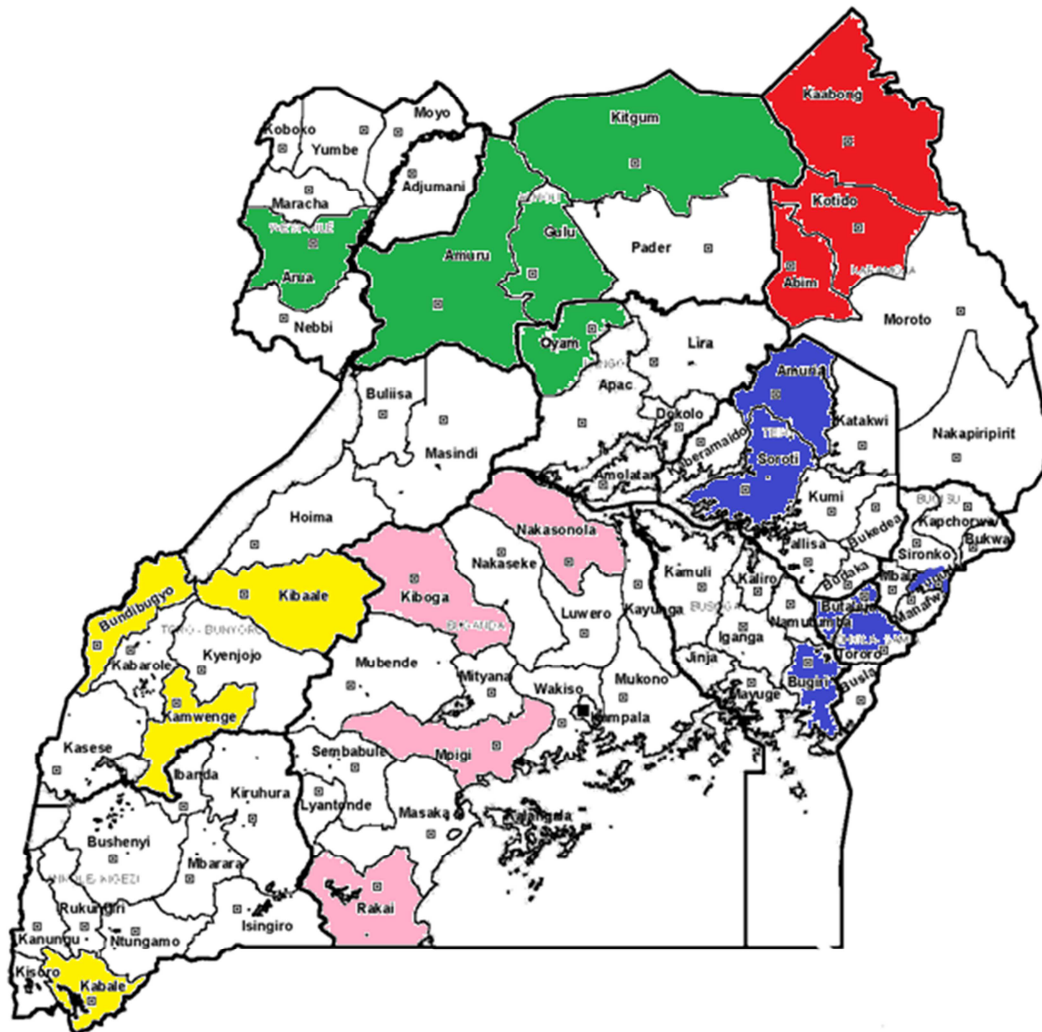 Kaabong
Moyo
Kitgum
Koboko
Yumbe
Adjumani
Maracha
Kotido
Gulu
Pader
Amuru
Arua
Abim
Moroto
Nebbi
Oyam
Lira
Amuria
Buliisa
Apac
Dokolo
Katakwi
Nakapiripirit
Masindi
Kaberamaido
Soroti
Amolatar
Kumi
Hoima
Nakasonola
Bukedea
Kapchorwa
Nakaseke
Pallisa
Sironko
Bukwa
Kibaale
Kiboga
Kamuli
Kaliro
Budaka
Bundibugyo
Luwero
Kayunga
Manafwa
Namutumba
Iganga
Kabarole
Kyenjojo
Mubende
Mityana
Jinja
Tororo
Wakiso
Mukono
Mayuge
Bugiri
Busia
Kamwenge
Kampala
Kasese
Mpigi
Sembabule
Ibanda
Kiruhura
Lyantonde
Masaka
Kalangala
Bushenyi
Mbarara
Rukungiri
Rakai
Isingiro
Kanungu
Ntungamo
Kisoro
Kabale